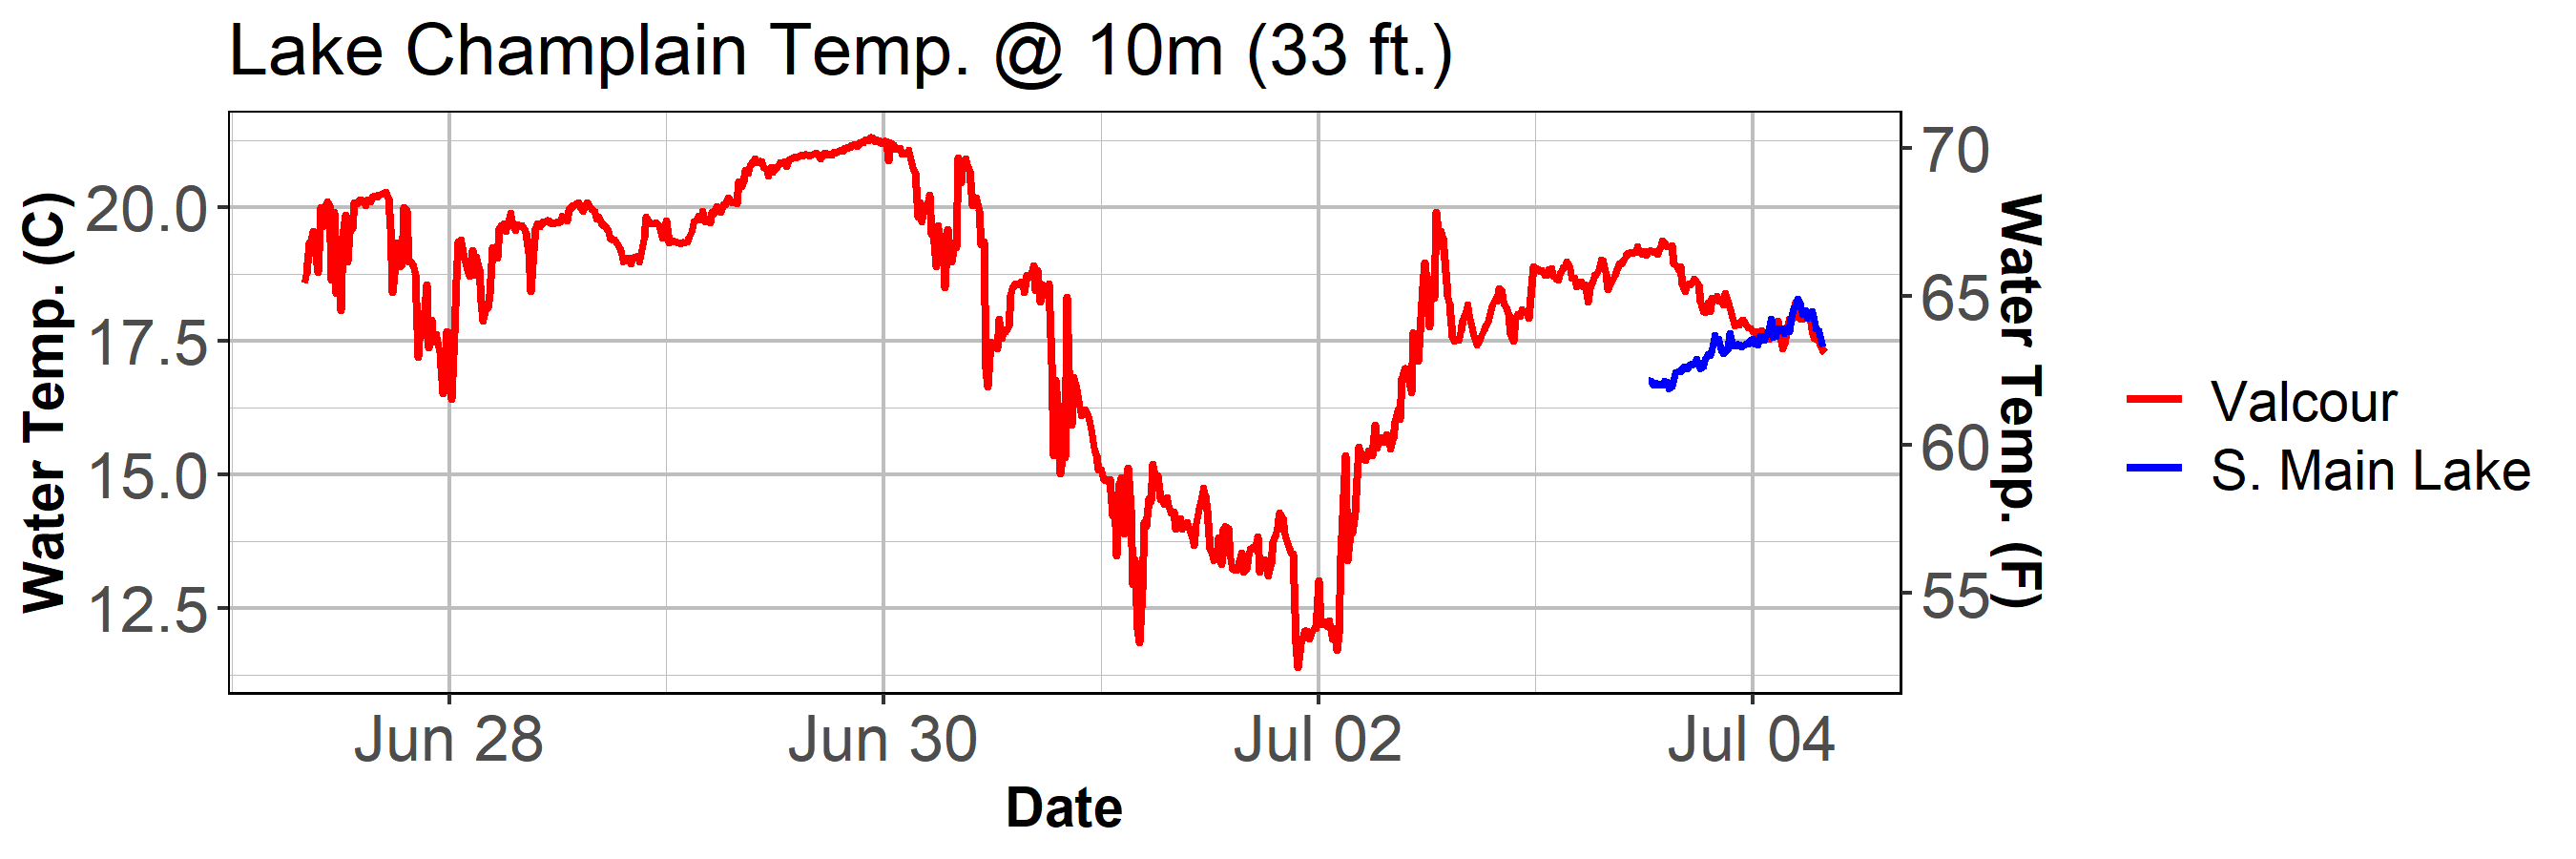 Lake Champlain Temp. @ 10m (33 ft.)
Water Temp. (C)
20.0
17.5
15.0
12.5
70
65
60
55
Water Temp. (F)
Jun 28
Jun 30
Jul 02
Jul 04
Date
Valcour
S. Main Lake